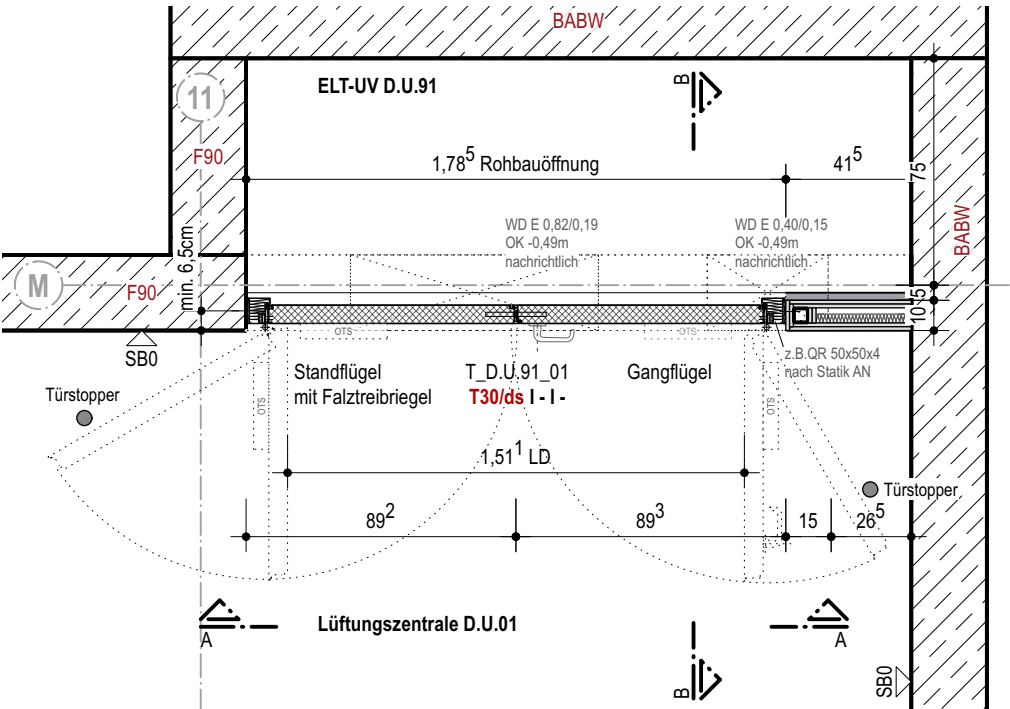 BABW
11
F90
ELT-UV D.U.91
B
1,78⁵ Rohbauöffnung
41⁵
75
BABW
WD E 0,82/0,19
OK -0,49m
nachrichtlich
WD E 0,40/0,15
OK -0,49m
nachrichtlich
M
F90
min. 6,5cm
5
10
SB0
OTS
OTS
z.B.QR 50x50x4
nach Statik AN
Standflügel
mit Falztreibriegel
T_D.U.91_01
T30/ds I - I -
Gangflügel
Türstopper
OTS
OTS
1,51¹ LD
Türstopper
89²
89³
15
26⁵
A
Lüftungszentrale D.U.01
A
B
SB0